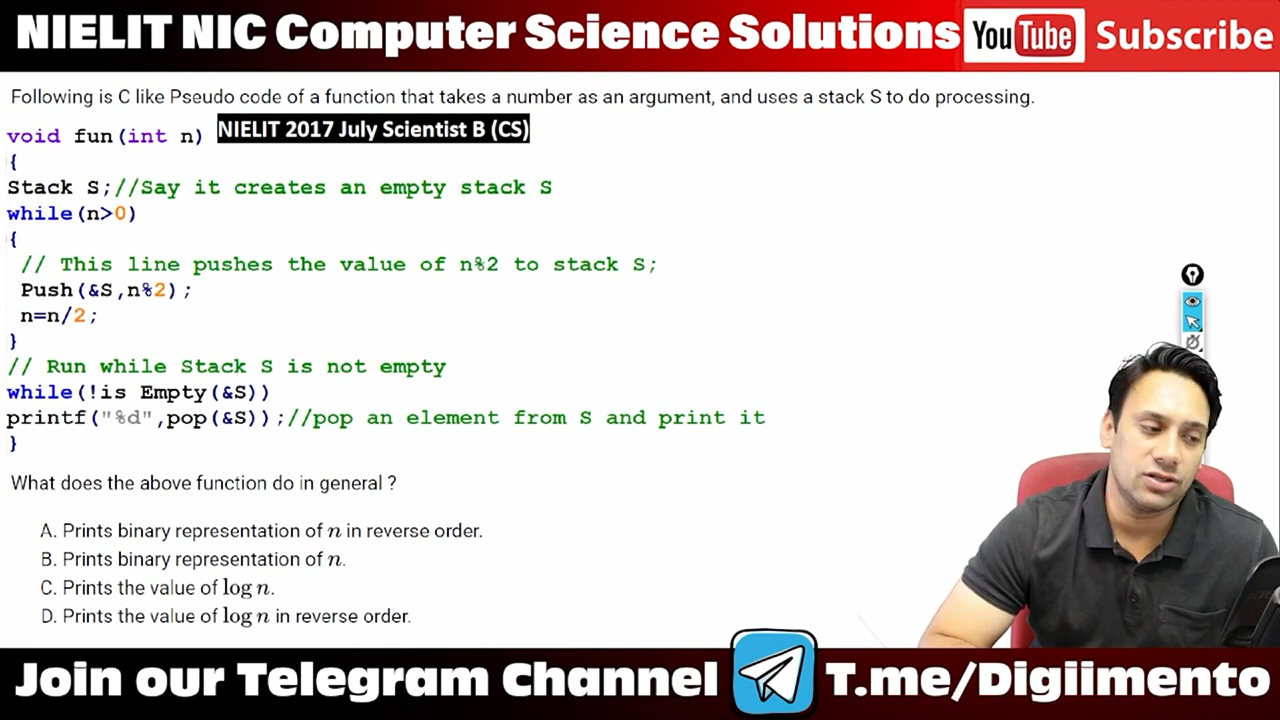 NIELIT NIC Computer Science Solutions YouTube Subscribe
Following is C like Pseudo code of a function that takes a number as an argument, and uses a stack S to do processing.
void fun(int n) NIELIT 2017 July Scientist B (CS)
{
Stack S;//Say it creates an empty stack S
while(n>0)
{
// This line pushes the value of n%2 to stack S;
Push(&S,n%2);
n=n/2;
}
// Run while Stack S is not empty
while(!is Empty(&S))
printf("%d",pop(&S));//pop an element from S and print it
}
What does the above function do in general ?
A. Prints binary representation of n in reverse order.
B. Prints binary representation of n.
C. Prints the value of log n.
D. Prints the value of log n in reverse order.
Join our Telegram Channel T.me/Digiimento